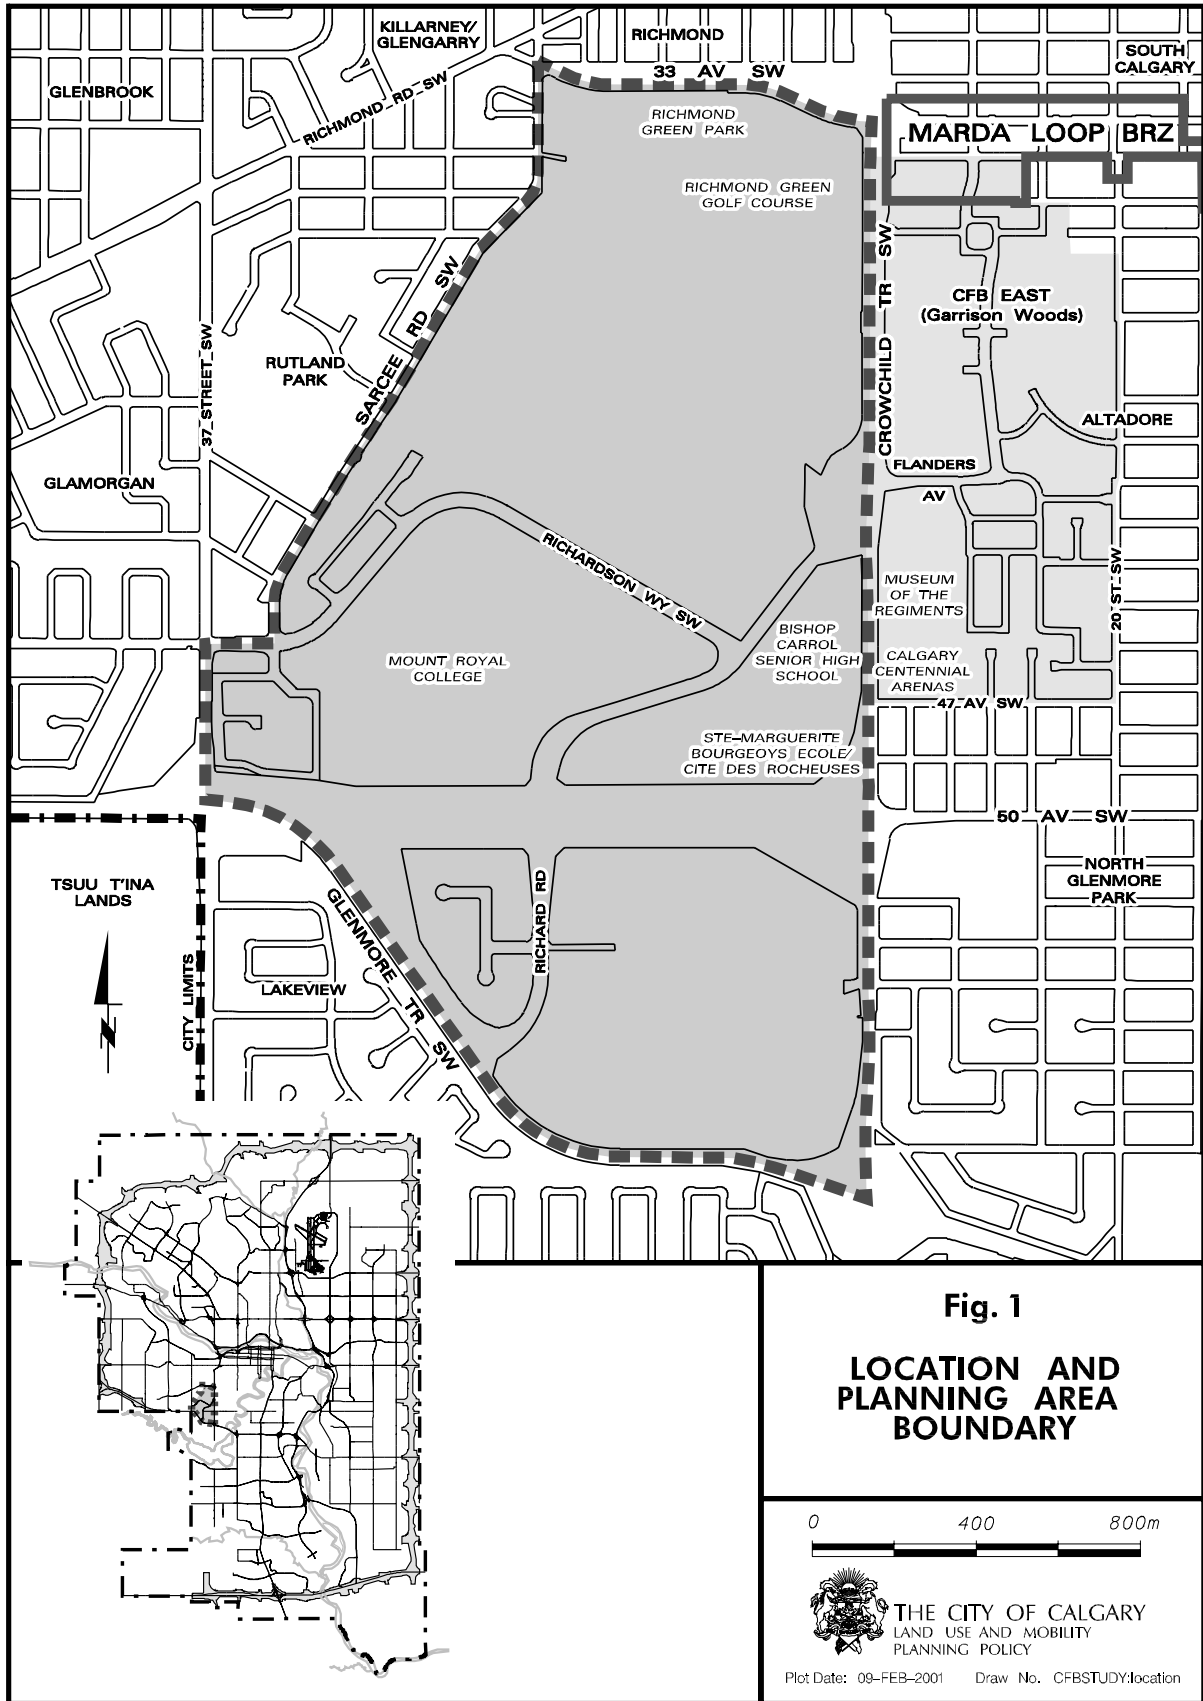 KILLARNEY/
GLENGARRY
RICHMOND
SOUTH
CALGARY
GLENBROOK
RICHMOND RD SW
33 AV SW
RICHMOND
GREEN PARK
MARDA LOOP BRZ
RICHMOND GREEN
GOLF COURSE
CROWCHILD TR SW
SARCEE RD SW
37 STREET SW
CFB EAST
(Garrison Woods)
RUTLAND
PARK
ALTADORE
GLAMORGAN
FLANDERS
AV
RICHARDSON WY SW
MUSEUM
OF THE
REGIMENTS
20 ST SW
BISHOP
CARROL
SENIOR HIGH
SCHOOL
MOUNT ROYAL
COLLEGE
CALGARY
CENTENNIAL
ARENAS
47 AV SW
STE-MARGUERITE
BOURGEOYS ECOLE/
CITE DES ROCHEUSES
50 AV SW
NORTH
GLENMORE
PARK
TSUU T'INA
LANDS
GLENMORE TR SW
RICHARD RD
CITY LIMITS
LAKEVIEW
N
Fig. 1
LOCATION AND
PLANNING AREA
BOUNDARY
0 400 800m
THE CITY OF CALGARY
LAND USE AND MOBILITY
PLANNING POLICY
Plot Date: 09-FEB-2001 Draw No. CFBSTUDY:location